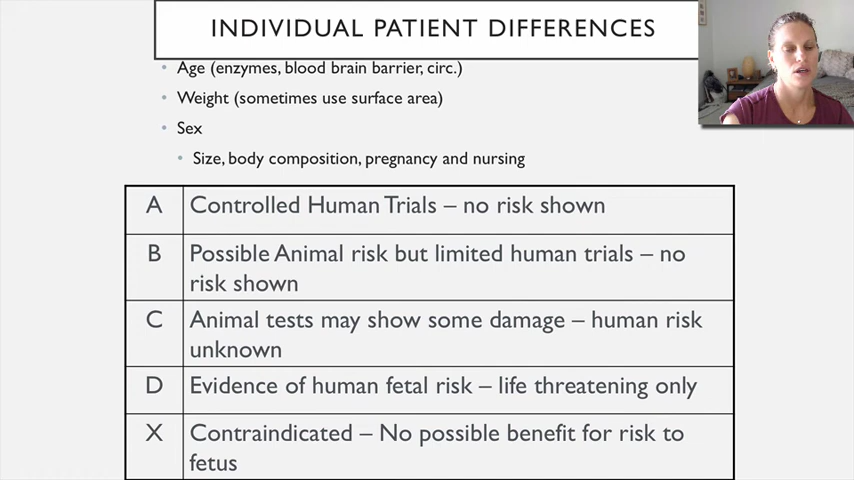 INDIVIDUAL PATIENT DIFFERENCES
• Age (enzymes, blood brain barrier, circ.)
• Weight (sometimes use surface area)
• Sex
• Size, body composition, pregnancy and nursing
A Controlled Human Trials – no risk shown
B Possible Animal risk but limited human trials – no
risk shown
C Animal tests may show some damage – human risk
unknown
D Evidence of human fetal risk – life threatening only
X Contraindicated – No possible benefit for risk to
fetus